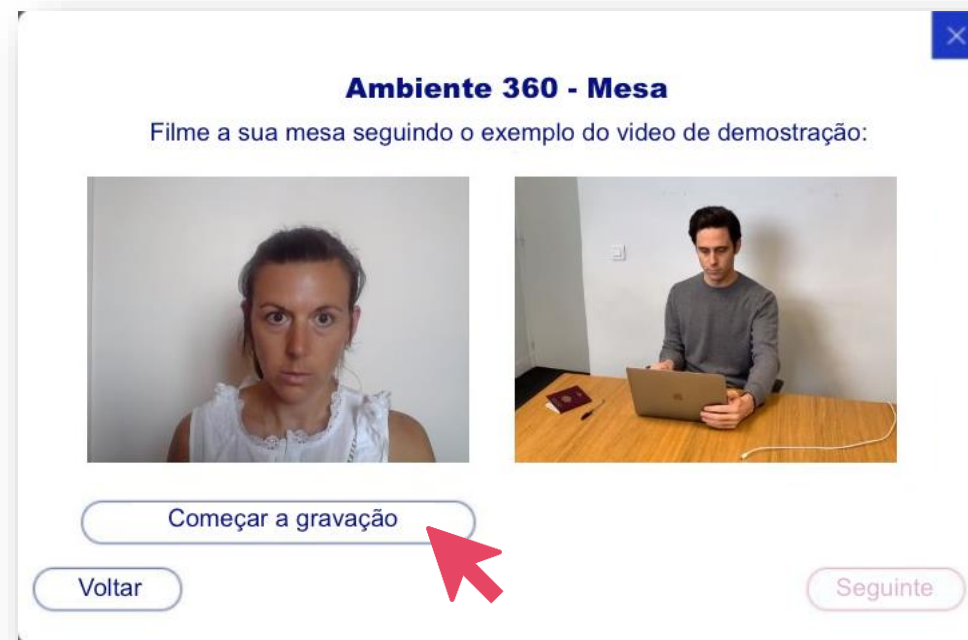 Ambiente 360 - Mesa
Filme a sua mesa seguindo o exemplo do video de demostração:
Começar a gravação
Voltar
Seguinte